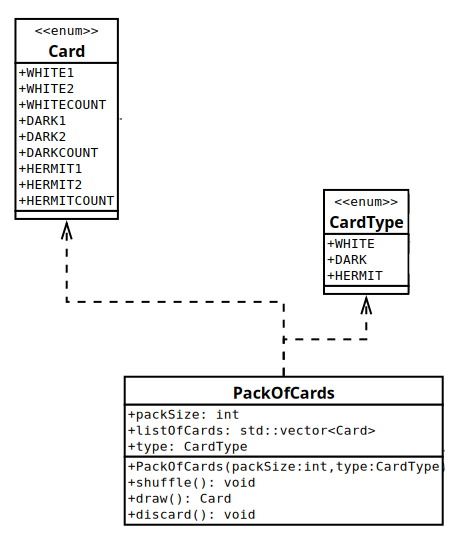 <<enum>>
Card
+WHITE1
+WHITE2
+WHITECOUNT
+DARK1
+DARK2
+DARKCOUNT
+HERMIT1
+HERMIT2
+HERMITCOUNT
<<enum>>
CardType
+WHITE
+DARK
+HERMIT
PackOfCards
+packSize: int
+listOfCards: std::vector<Card>
+type: CardType
+PackOfCards(packSize:int,type:CardType)
+shuffle(): void
+draw(): Card
+discard(): void